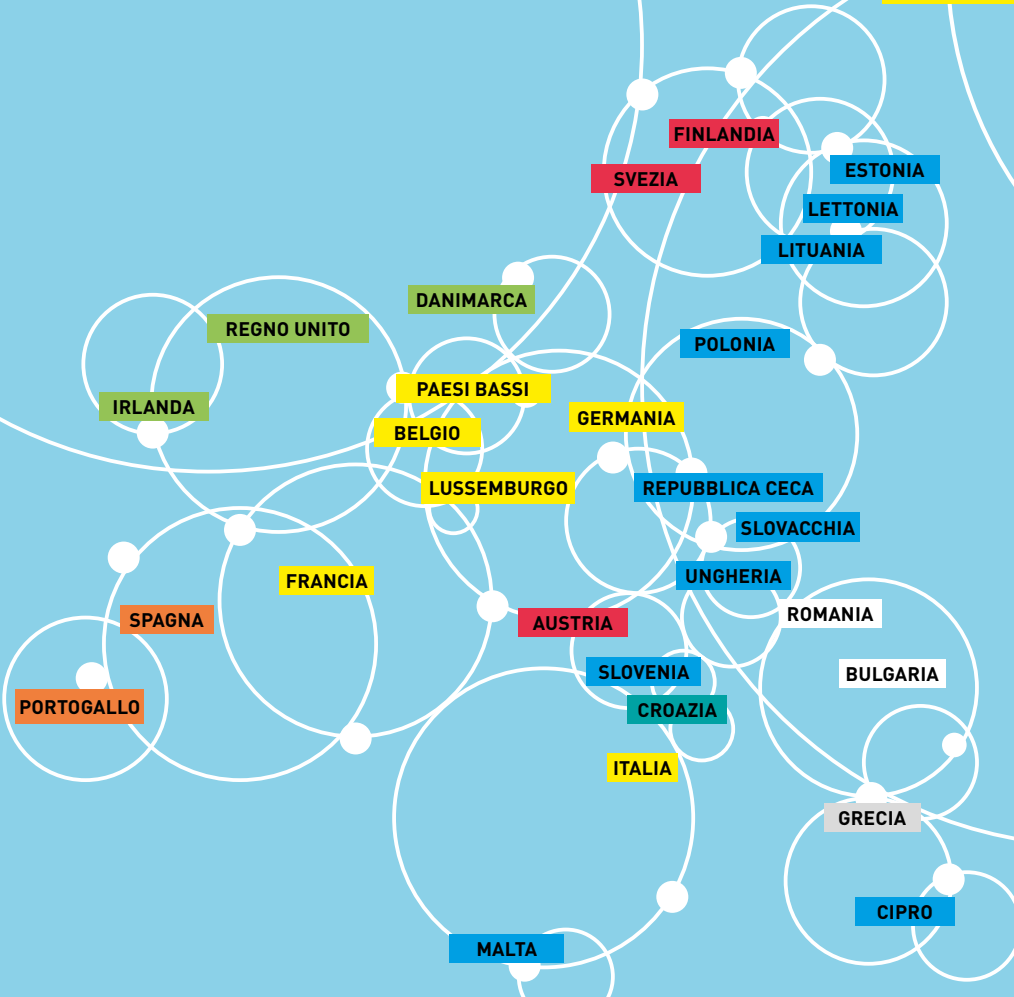 FINLANDIA
ESTONIA
SVEZIA
LETTONIA
LITUANIA
DANIMARCA
REGNO UNITO
POLONIA
PAESI BASSI
IRLANDA
GERMANIA
BELGIO
LUSSEMBURGO
REPUBBLICA CECA
SLOVACCHIA
FRANCIA
UNGHERIA
ROMANIA
SPAGNA
AUSTRIA
SLOVENIA
BULGARIA
PORTOGALLO
CROAZIA
ITALIA
GRECIA
CIPRO
MALTA